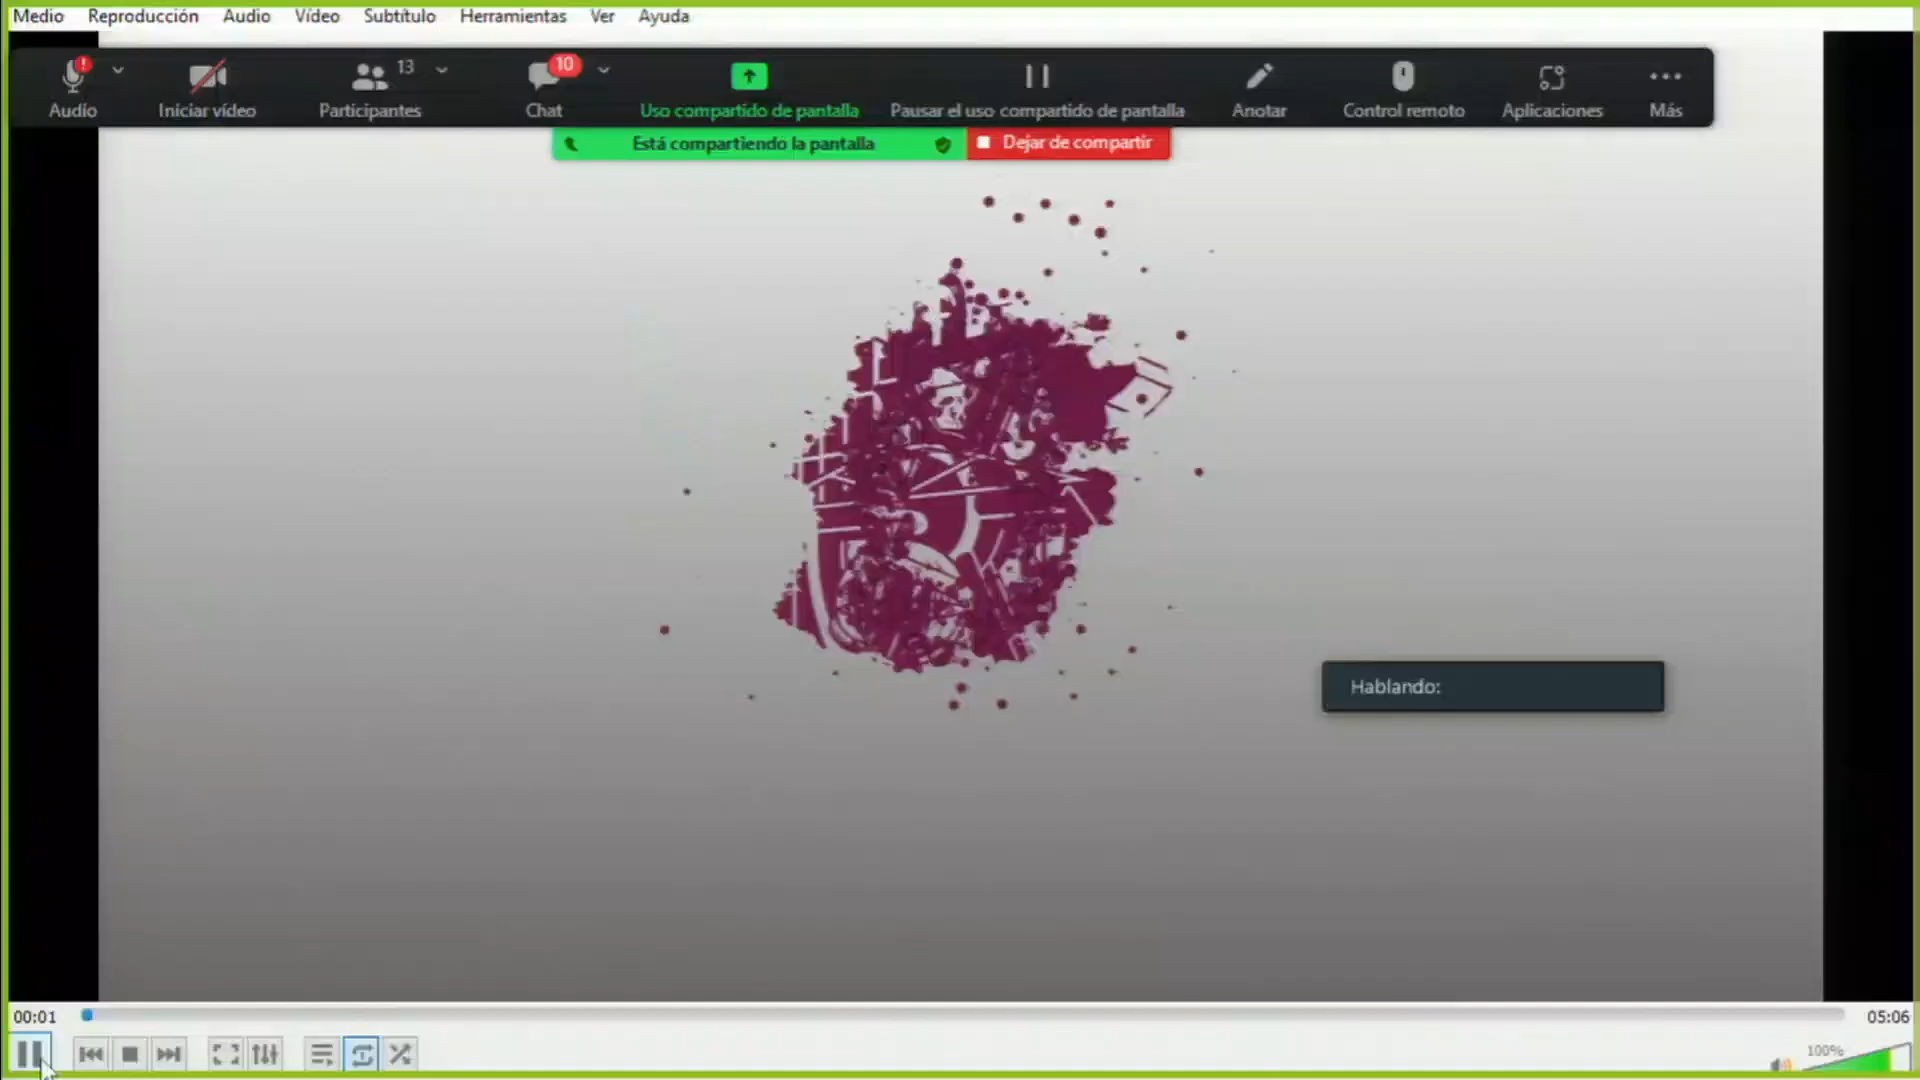 Medio Reproducción Audio Vídeo Subtítulo Herramientas Ver Ayuda
13 10
Audio Iniciar vídeo Participantes Chat Uso compartido de pantalla Pausar el uso compartido de pantalla Anotar Control remoto Aplicaciones Más
Está compartiendo la pantalla Dejar de compartir
Hablando:
00:01 05:06
100%